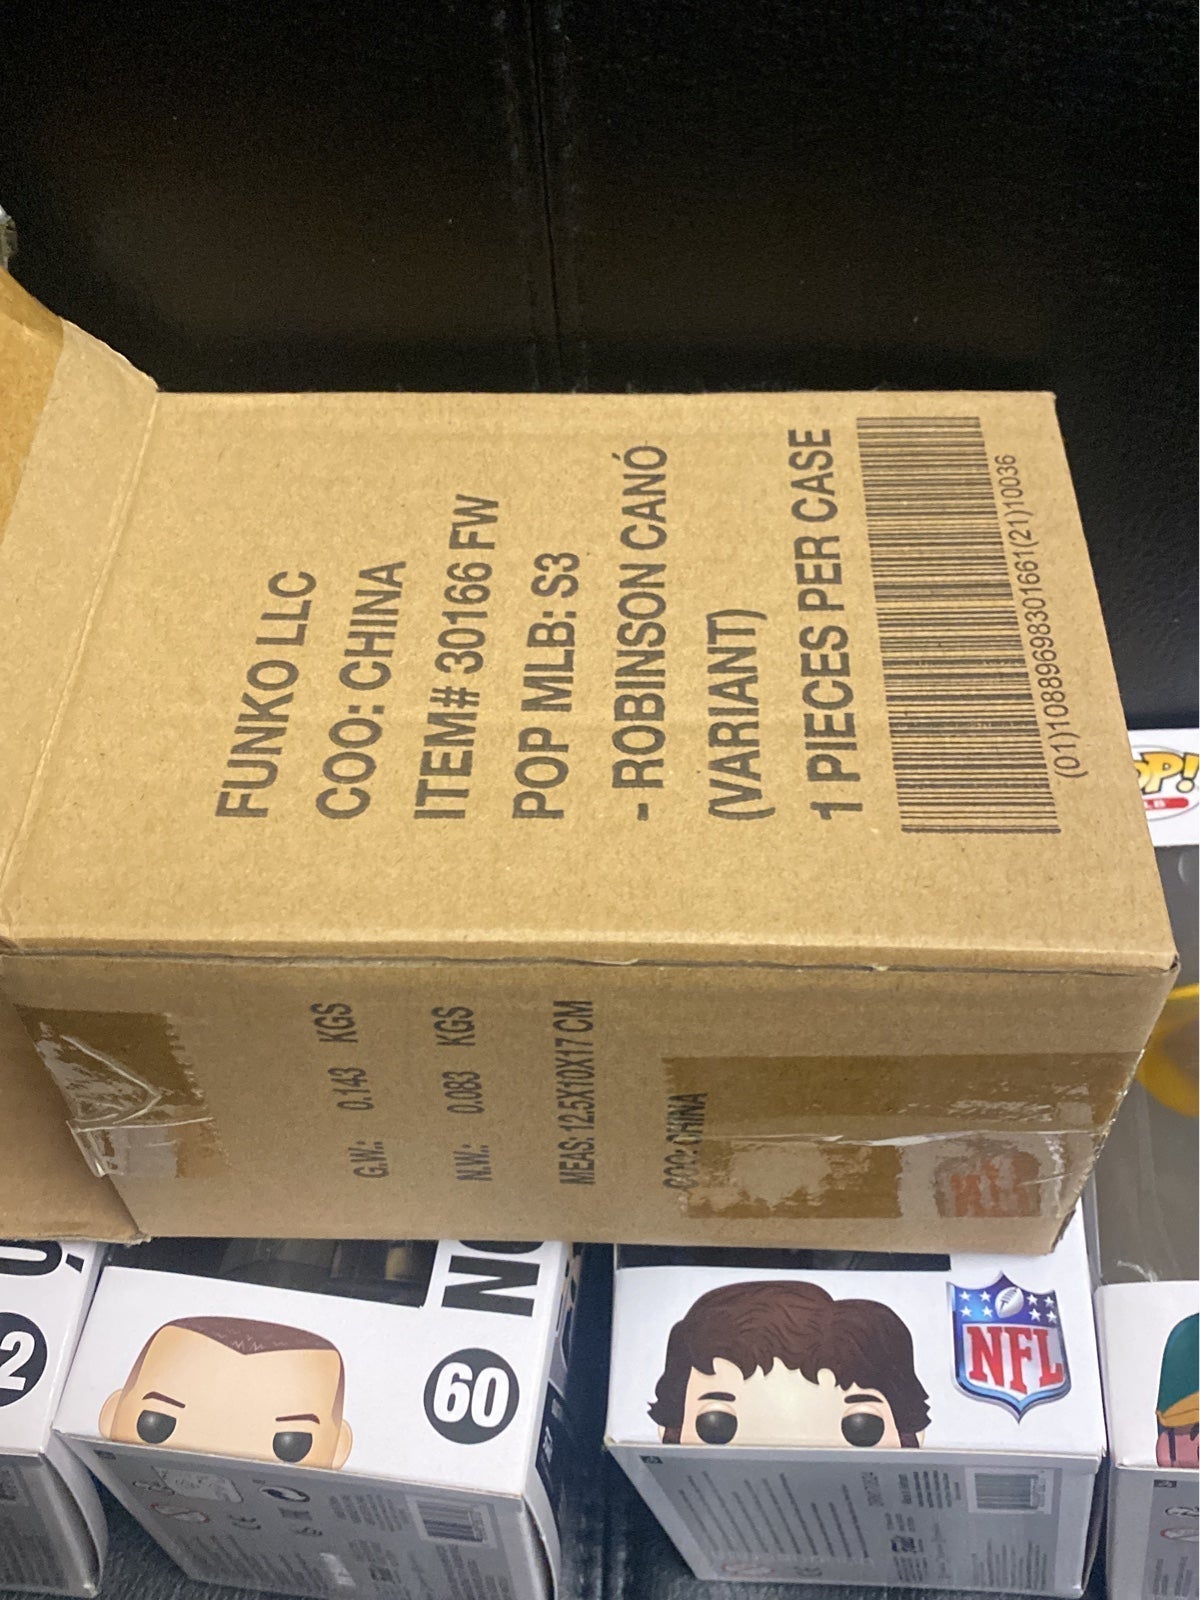 FUNKO LLC
COO: CHINA
ITEM# 30166 FW
POP MLB: S3
- ROBINSON CANÓ
(VARIANT)
1 PIECES PER CASE
(01)10889698301661(21)10036
G.W.: 0.143 KGS
N.W.: 0.083 KGS
MEAS: 12.5X10X17 CM
COO: CHINA
2
60
NFL